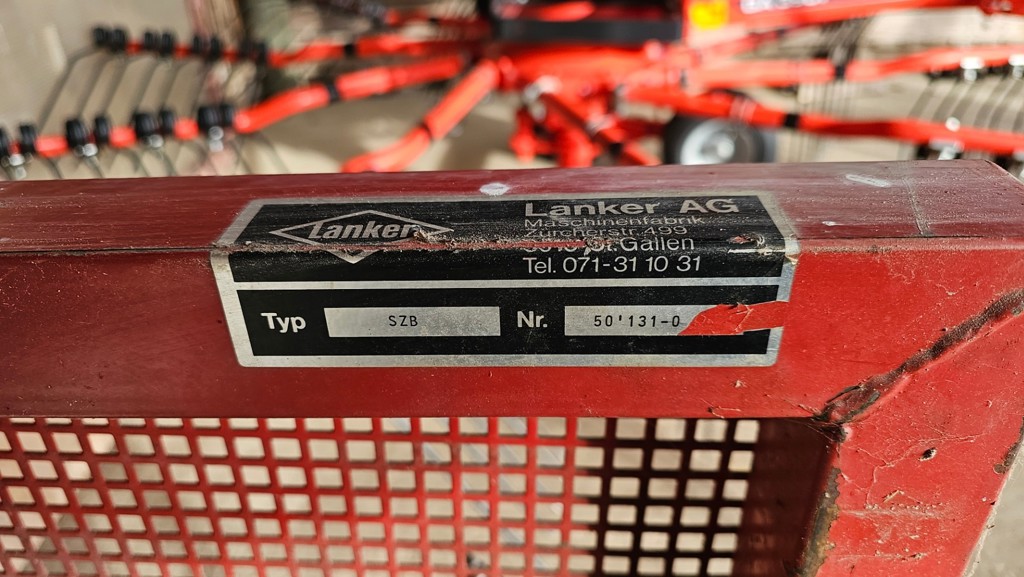 Lanker
Lanker AG
Maschinenfabrik
Zürcherstr. 499
St. Gallen
Tel. 071-31 10 31
Typ SZB Nr. 50'131-0